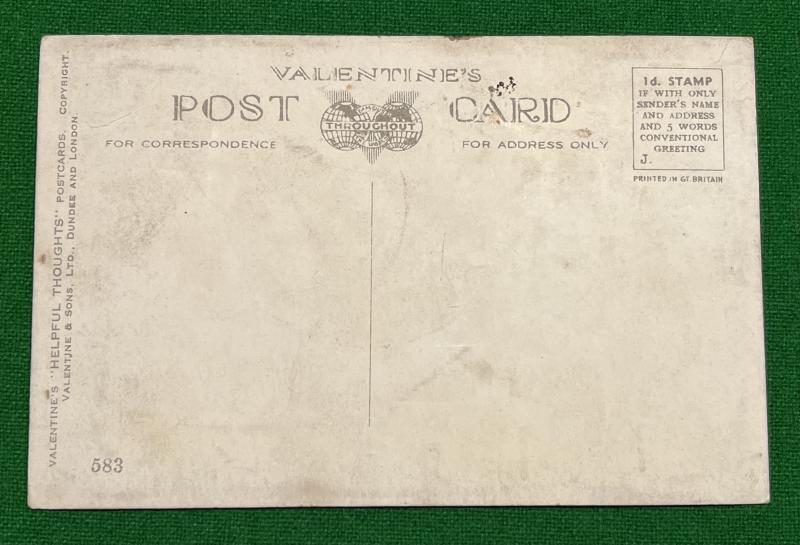 VALENTINE'S
POST CARD
THROUGHOUT
FOR CORRESPONDENCE
FOR ADDRESS ONLY
1d. STAMP
IF WITH ONLY
SENDER'S NAME
AND ADDRESS
AND 5 WORDS
CONVENTIONAL
GREETING
J.
PRINTED IN GT. BRITAIN
VALENTINE'S "HELPFUL THOUGHTS" POSTCARDS. COPYRIGHT.
VALENTINE & SONS, LTD., DUNDEE AND LONDON.
583